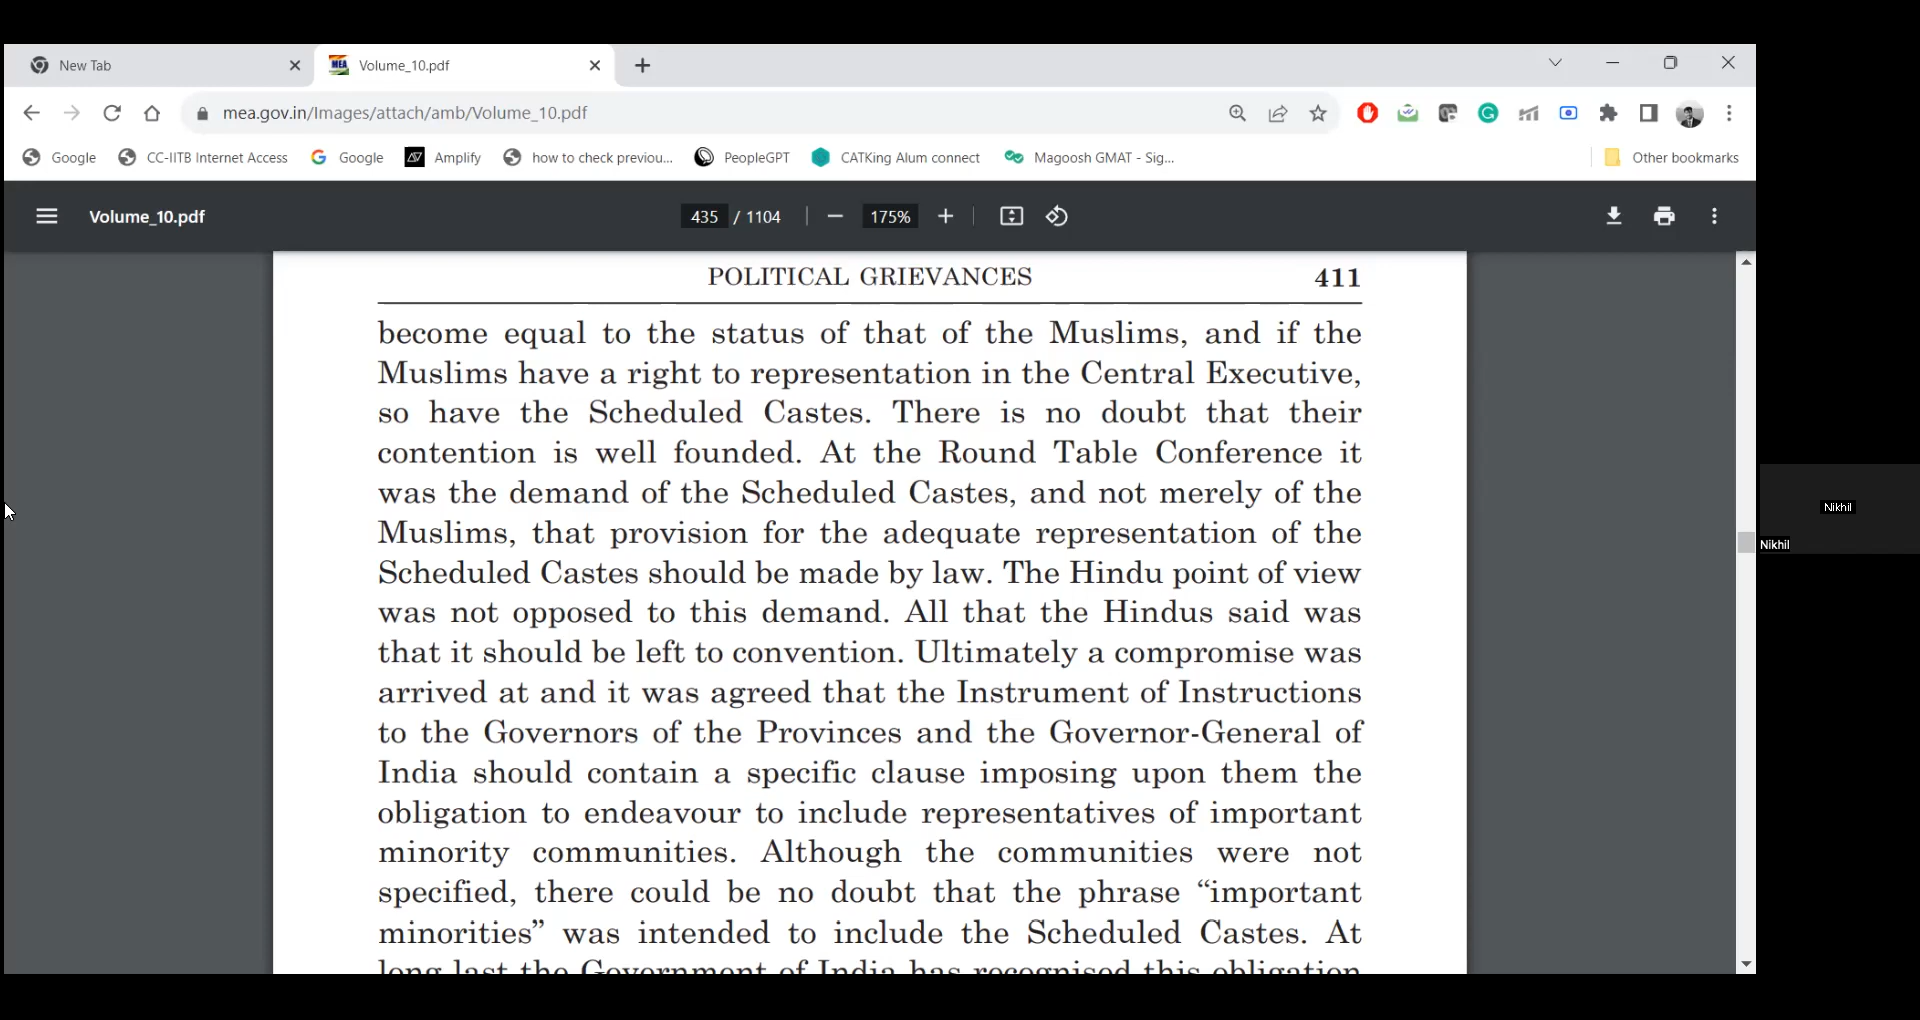 New Tab
Volume_10.pdf
mea.gov.in/Images/attach/amb/Volume_10.pdf
Google
CC-IITB Internet Access
Google
Amplify
how to check previou...
PeopleGPT
CATKing Alum connect
Magoosh GMAT - Sig...
Other bookmarks
Volume_10.pdf
435 / 1104
175%
POLITICAL GRIEVANCES 411
become equal to the status of that of the Muslims, and if the
Muslims have a right to representation in the Central Executive,
so have the Scheduled Castes. There is no doubt that their
contention is well founded. At the Round Table Conference it
was the demand of the Scheduled Castes, and not merely of the
Muslims, that provision for the adequate representation of the
Scheduled Castes should be made by law. The Hindu point of view
was not opposed to this demand. All that the Hindus said was
that it should be left to convention. Ultimately a compromise was
arrived at and it was agreed that the Instrument of Instructions
to the Governors of the Provinces and the Governor-General of
India should contain a specific clause imposing upon them the
obligation to endeavour to include representatives of important
minority communities. Although the communities were not
specified, there could be no doubt that the phrase “important
minorities” was intended to include the Scheduled Castes. At
long last the Government of India has recognised this obligation
Nikhil
Nikhil